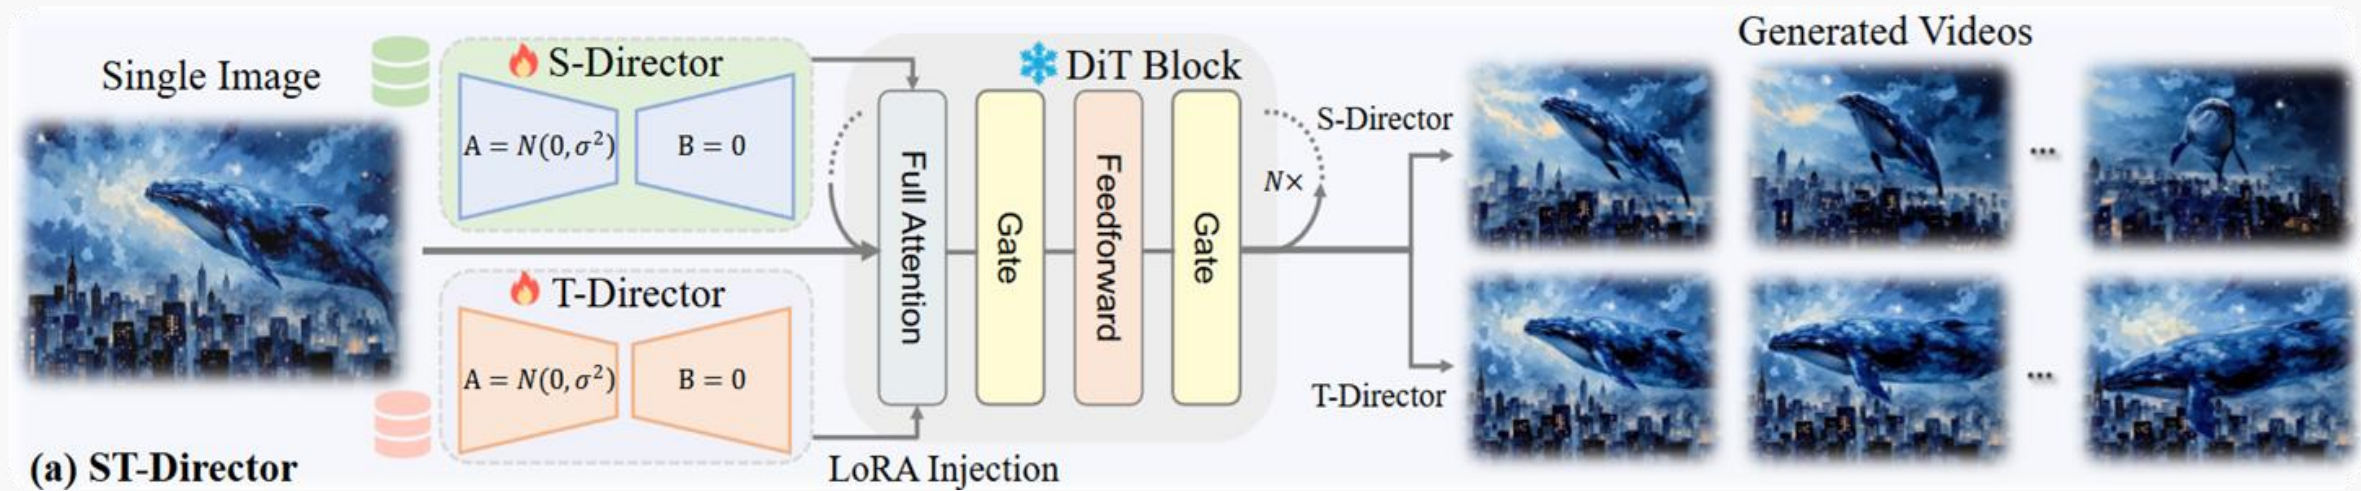 Single Image
S-Director
A = N(0, σ²)
B = 0
T-Director
A = N(0, σ²)
B = 0
(a) ST-Director
LoRA Injection
DiT Block
Full Attention
Gate
Feedforward
Gate
N×
S-Director
T-Director
Generated Videos
...
...